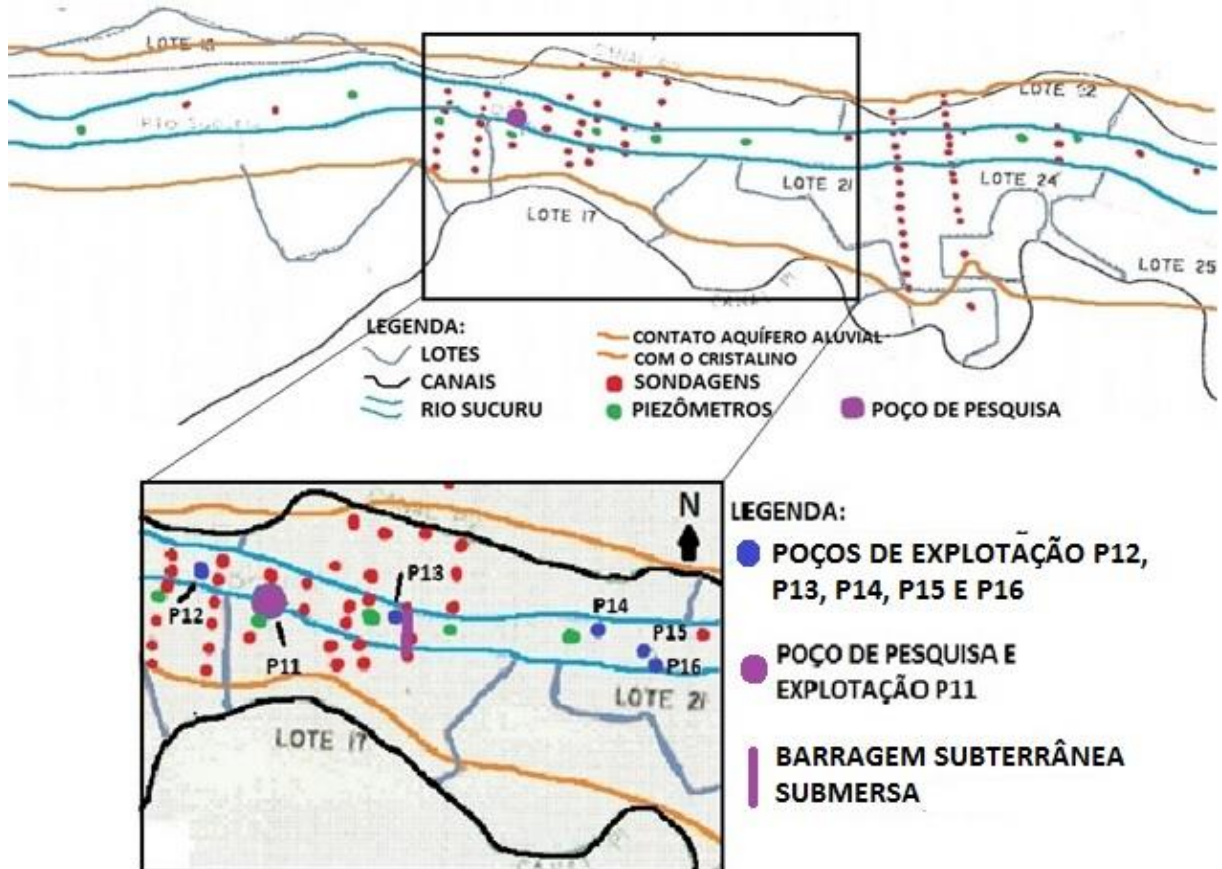 LOTE 18
LOTE 22
RIO SUCURU
LOTE 21
LOTE 24
LOTE 17
LOTE 25
CANAL P1
LEGENDA:
LOTES
CANAIS
RIO SUCURU
CONTATO AQUÍFERO ALUVIAL
COM O CRISTALINO
SONDAGENS
PIEZÔMETROS
POÇO DE PESQUISA
N
P13
P12
P14
P11
P15
P16
LOTE 21
LOTE 17
LEGENDA:
POÇOS DE EXPLOTAÇÃO P12,
P13, P14, P15 E P16
POÇO DE PESQUISA E
EXPLOTAÇÃO P11
BARRAGEM SUBTERRÂNEA
SUBMERSA